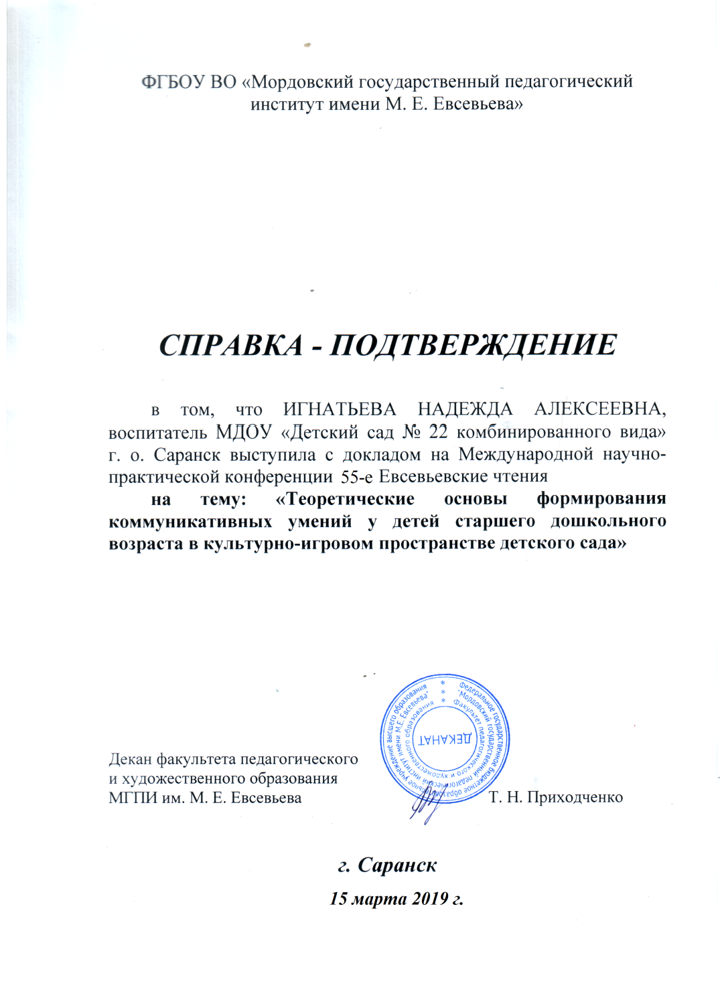 ФГБОУ ВО «Мордовский государственный педагогический
институт имени М. Е. Евсевьева»
СПРАВКА - ПОДТВЕРЖДЕНИЕ
в том, что ИГНАТЬЕВА НАДЕЖДА АЛЕКСЕЕВНА,
воспитатель МДОУ «Детский сад № 22 комбинированного вида»
г. о. Саранск выступила с докладом на Международной научно-
практической конференции 55-е Евсевьевские чтения
на тему: «Теоретические основы формирования
коммуникативных умений у детей старшего дошкольного
возраста в культурно-игровом пространстве детского сада»
Федеральное государственное бюджетное образовательное учреждение высшего образования *
"Мордовский государственный педагогический институт имени М.Е. Евсевьева" *
Факультет педагогического и художественного образования *
ДЕКАНАТ
Декан факультета педагогического
и художественного образования
МГПИ им. М. Е. Евсевьева Т. Н. Приходченко
г. Саранск
15 марта 2019 г.